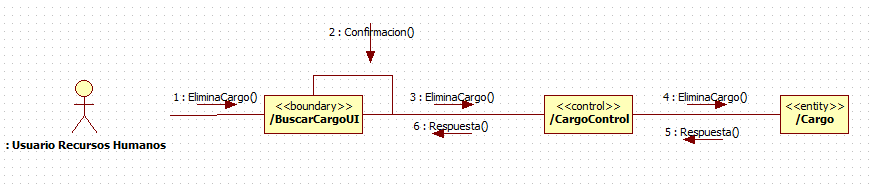 2 : Confirmacion()
1 : EliminaCargo()
3 : EliminaCargo()
4 : EliminaCargo()
<<boundary>>
/BuscarCargoUI
<<control>>
/CargoControl
<<entity>>
/Cargo
6 : Respuesta()
5 : Respuesta()
: Usuario Recursos Humanos